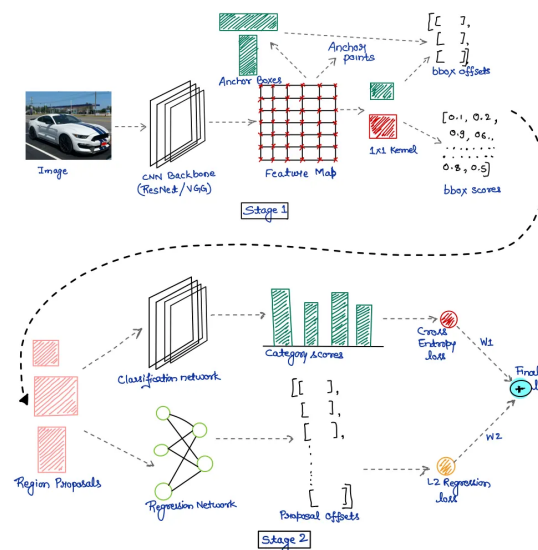 Anchor Boxes
Anchor
points
[[ ],
[ ],
[ ]]
bbox offsets
Image
CNN Backbone
(ResNet/VGG)
Feature Map
1x1 Kernel
[0.1, 0.2,
0.9, 06..,
0.8, 0.5]
bbox scores
Stage 1
Region Proposals
Classification network
Category scores
Cross
Entropy
loss
W1
Final
+
Regression Network
[[ ],
[ ],
[ ],
[ ]]
Proposal Offsets
L2 Regression
loss
W2
Stage 2